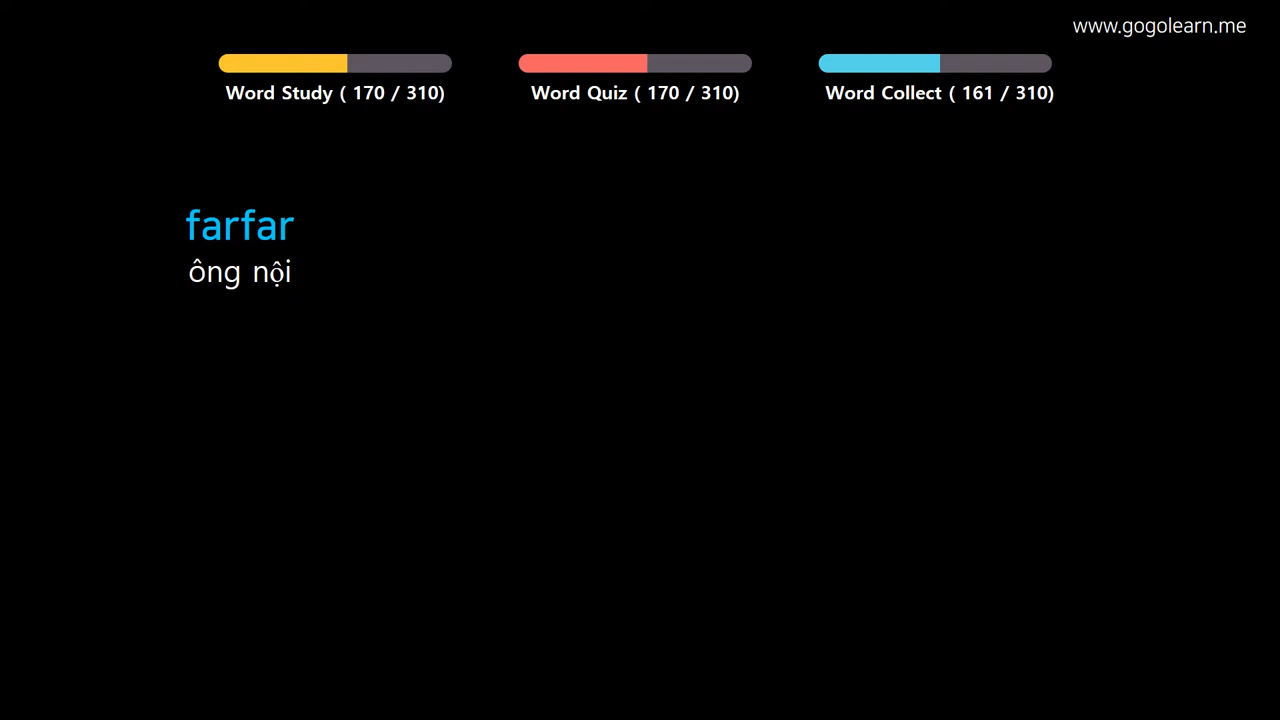 www.gogolearn.me
Word Study ( 170 / 310)
Word Quiz ( 170 / 310)
Word Collect ( 161 / 310)
farfar
ông nội